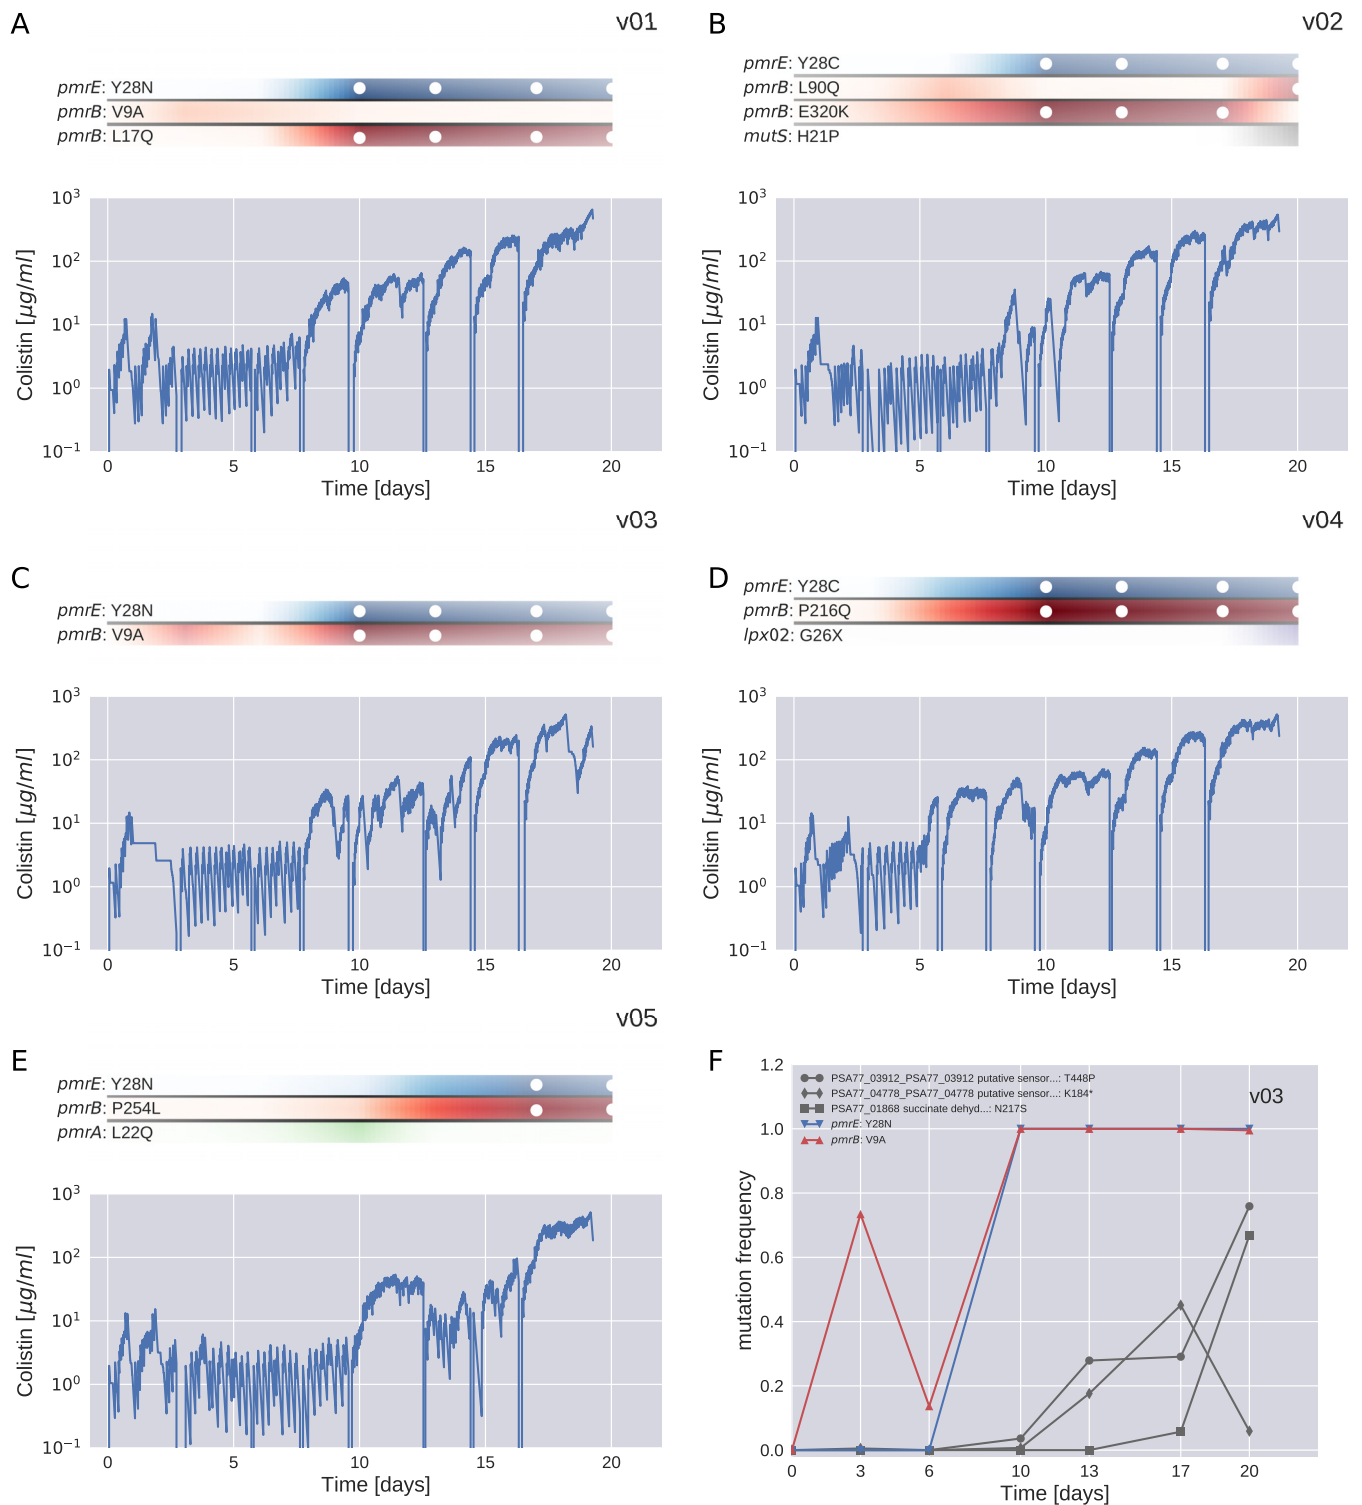 A
v01
pmrE: Y28N
pmrB: V9A
pmrB: L17Q
10³
10²
10¹
10⁰
10⁻¹
Colistin [μg/ml]
0 5 10 15 20
Time [days]
B
v02
pmrE: Y28C
pmrB: L90Q
pmrB: E320K
mutS: H21P
10³
10²
10¹
10⁰
10⁻¹
Colistin [μg/ml]
0 5 10 15 20
Time [days]
C
v03
pmrE: Y28N
pmrB: V9A
10³
10²
10¹
10⁰
10⁻¹
Colistin [μg/ml]
0 5 10 15 20
Time [days]
D
v04
pmrE: Y28C
pmrB: P216Q
lpx02: G26X
10³
10²
10¹
10⁰
10⁻¹
Colistin [μg/ml]
0 5 10 15 20
Time [days]
E
v05
pmrE: Y28N
pmrB: P254L
pmrA: L22Q
10³
10²
10¹
10⁰
10⁻¹
Colistin [μg/ml]
0 5 10 15 20
Time [days]
F
PSA77_03912_PSA77_03912 putative sensor...: T448P
PSA77_04778_PSA77_04778 putative sensor...: K184*
PSA77_01868 succinate dehyd...: N217S
pmrE: Y28N
pmrB: V9A
v03
1.2
1.0
0.8
0.6
0.4
0.2
0.0
mutation frequency
0 3 6 10 13 17 20
Time [days]